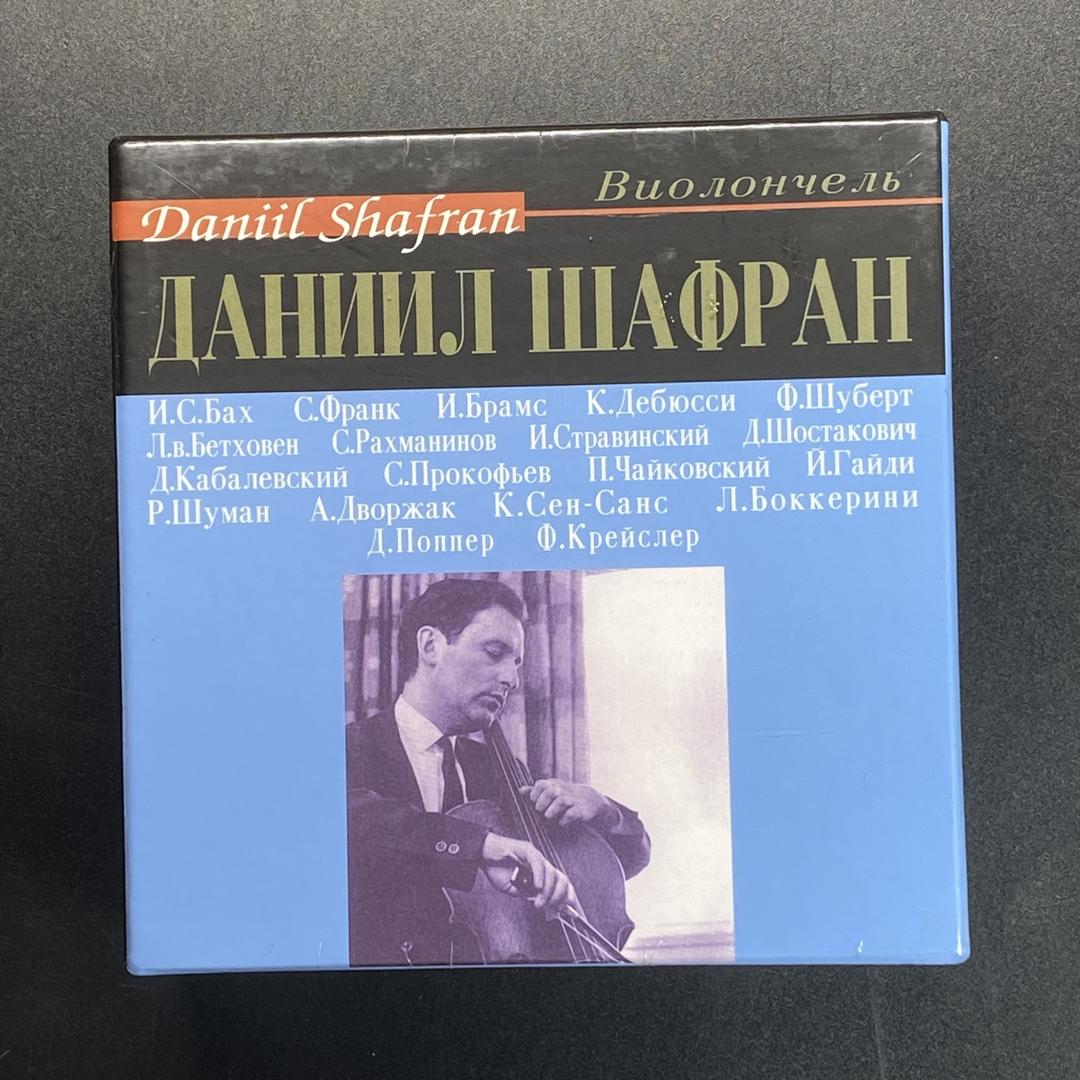 Виолончель
Daniil Shafran
ДАНИИЛ ШАФРАН
И.С.Бах С.Франк И.Брамс К.Дебюсси Ф.Шуберт
Л.в.Бетховен С.Рахманинов И.Стравинский Д.Шостакович
Д.Кабалевский С.Прокофьев П.Чайковский Й.Гайди
Р.Шуман А.Дворжак К.Сен-Санс Л.Боккерини
Д.Поппер Ф.Крейслер